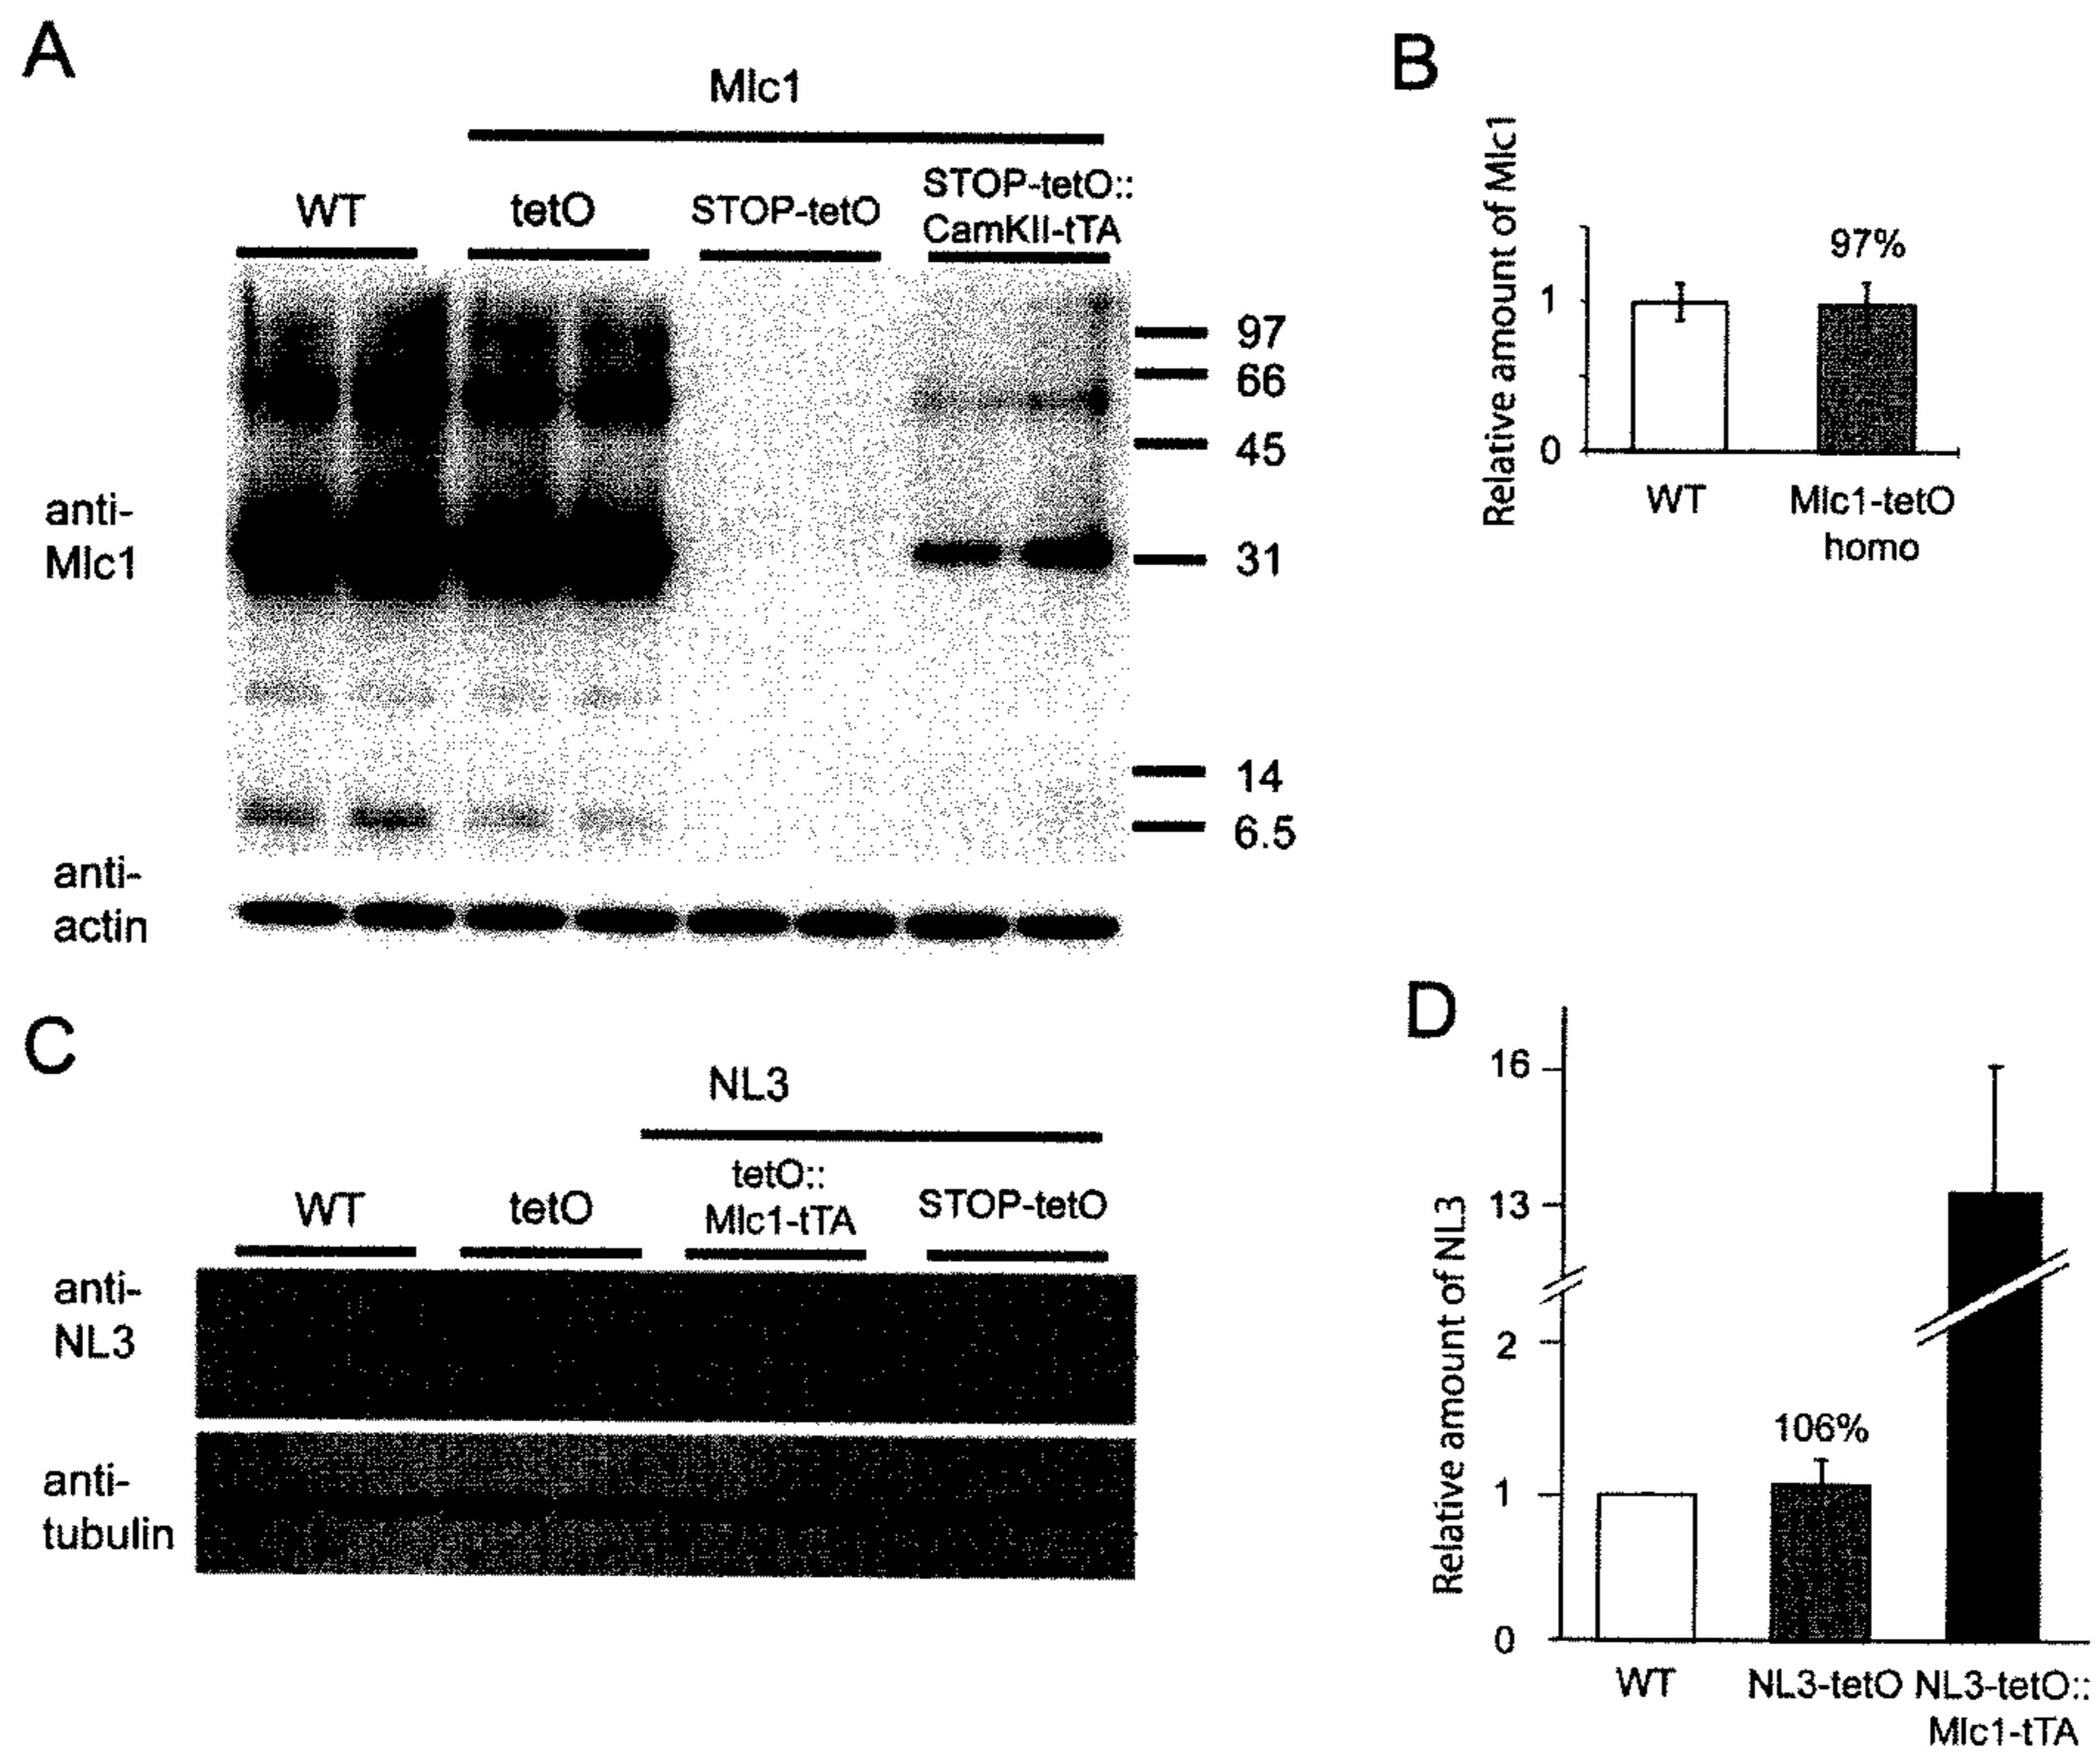 A
Mlc1
WT
tetO
STOP-tetO
STOP-tetO::
CamKII-tTA
97
66
45
31
14
6.5
anti-
Mlc1
anti-
actin
B
Relative amount of Mlc1
1
0
97%
WT
Mlc1-tetO
homo
C
NL3
WT
tetO
tetO::
Mlc1-tTA
STOP-tetO
anti-
NL3
anti-
tubulin
D
Relative amount of NL3
16
13
2
1
0
106%
WT
NL3-tetO
NL3-tetO::
Mlc1-tTA